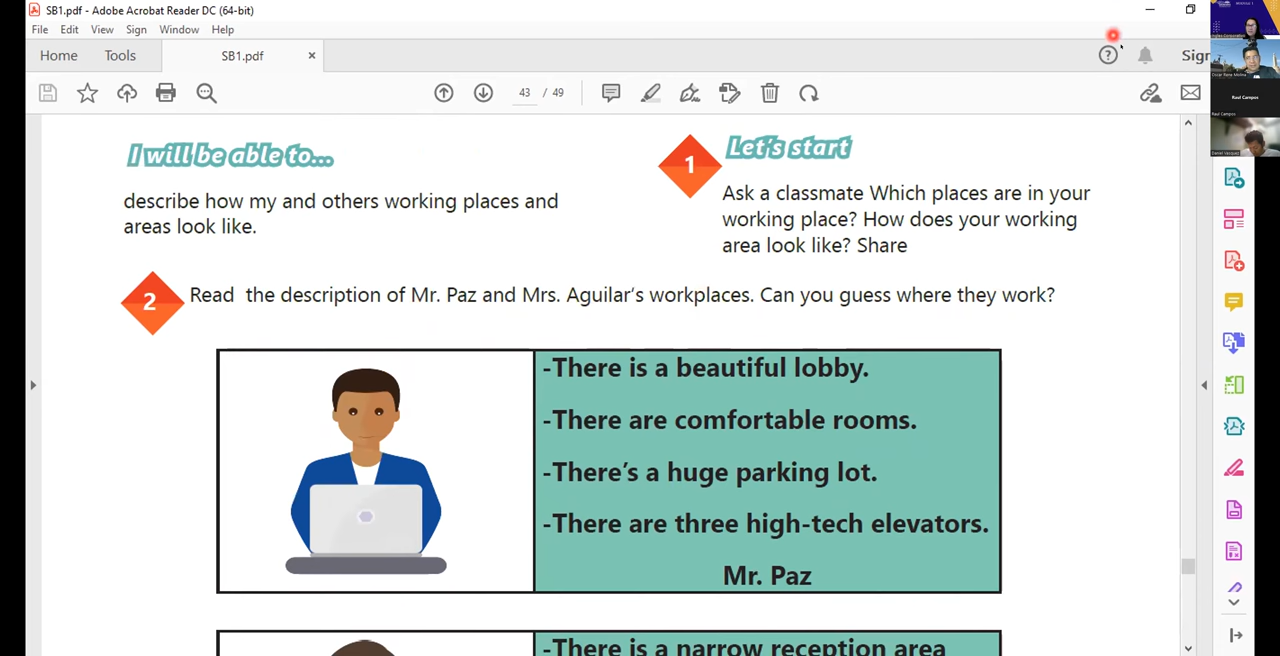 SB1.pdf - Adobe Acrobat Reader DC (64-bit)
File Edit View Sign Window Help
Home Tools SB1.pdf × Sign
43 / 49
I will be able to...
describe how my and others working places and
areas look like.
1
Let's start
Ask a classmate Which places are in your
working place? How does your working
area look like? Share
2
Read the description of Mr. Paz and Mrs. Aguilar's workplaces. Can you guess where they work?
-There is a beautiful lobby.
-There are comfortable rooms.
-There's a huge parking lot.
-There are three high-tech elevators.
Mr. Paz
-There is a narrow reception area
Raul Campos
Raul Campos